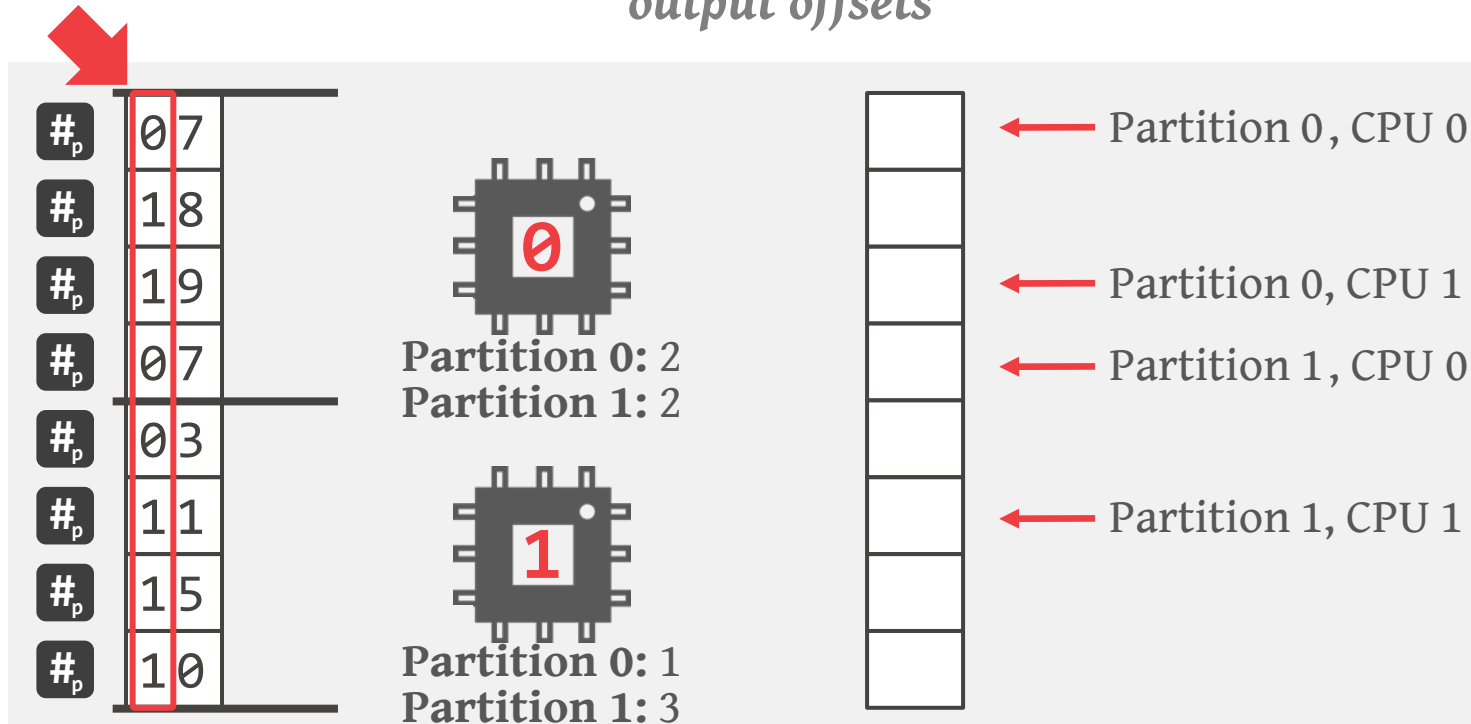 output offsets
#p 07
#p 18
#p 19
#p 07
#p 03
#p 11
#p 15
#p 10
0
Partition 0: 2
Partition 1: 2
1
Partition 0: 1
Partition 1: 3
Partition 0, CPU 0
Partition 0, CPU 1
Partition 1, CPU 0
Partition 1, CPU 1